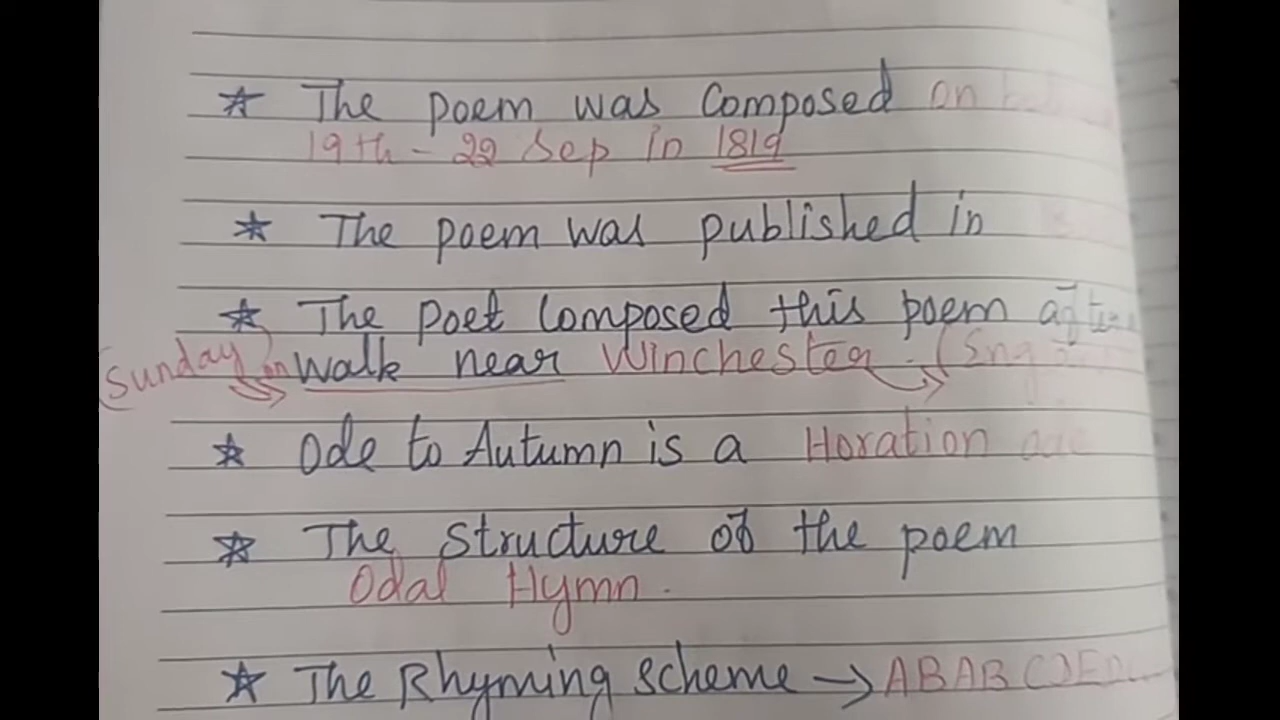 ☆ The poem was Composed on
19th - 22 Sep in 1819
☆ The poem was published in
☆ The poet Composed this poem
(Sunday) on walk near Winchester. (Eng
☆ Ode to Autumn is a Horation
☆ The Structure of the poem
Odal Hymn.
☆ The Rhyming Scheme → ABAB